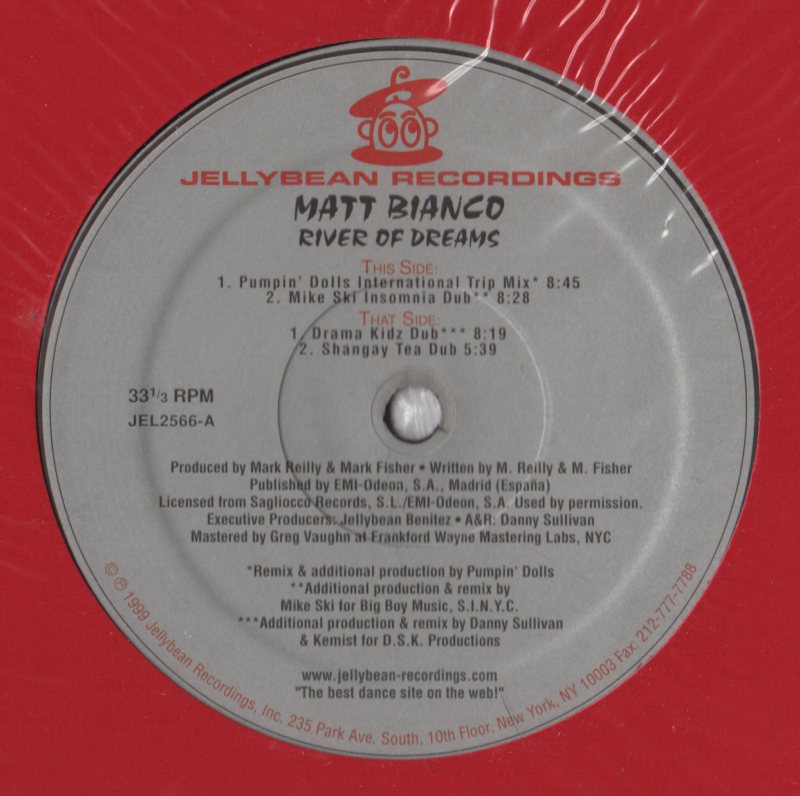 JELLYBEAN RECORDINGS
MATT BIANCO
RIVER OF DREAMS
THIS SIDE:
1. Pumpin' Dolls International Trip Mix* 8:45
2. Mike Ski Insomnia Dub** 8:28
THAT SIDE:
1. Drama Kidz Dub*** 8:19
2. Shangay Tea Dub 5:39
33 1/3 RPM
JEL2566-A
Produced by Mark Reilly & Mark Fisher • Written by M. Reilly & M. Fisher
Published by EMI-Odeon, S.A., Madrid (España)
Licensed from Sagliocco Records, S.L./EMI-Odeon, S.A. Used by permission.
Executive Producers: Jellybean Benitez • A&R: Danny Sullivan
Mastered by Greg Vaughn at Frankford Wayne Mastering Labs, NYC
*Remix & additional production by Pumpin' Dolls
**Additional production & remix by
Mike Ski for Big Boy Music, S.I.N.Y.C.
***Additional production & remix by Danny Sullivan
& Kemist for D.S.K. Productions
www.jellybean-recordings.com
"The best dance site on the web!"
© ℗ 1999 Jellybean Recordings, Inc. 235 Park Ave. South, 10th Floor, New York, NY 10003 Fax: 212-777-7788